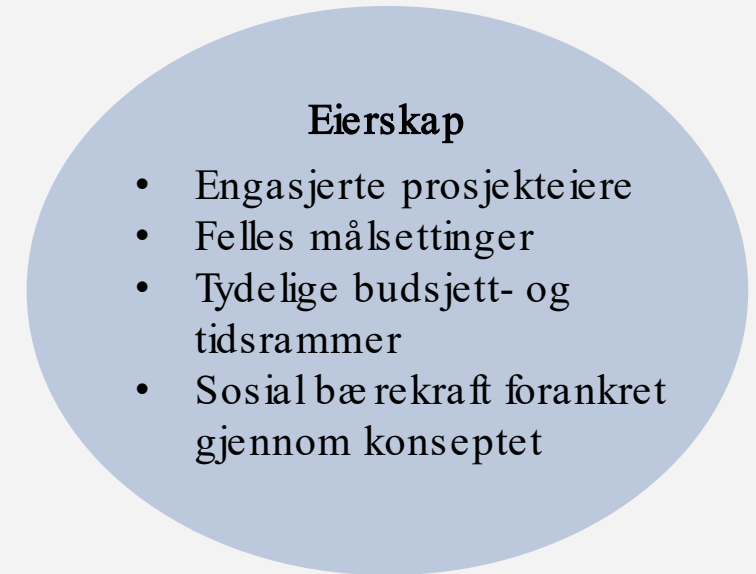 Eierskap
• Engasjerte prosjekteiere
• Felles målsettinger
• Tydelige budsjett- og
tidsrammer
• Sosial bærekraft forankret
gjennom konseptet